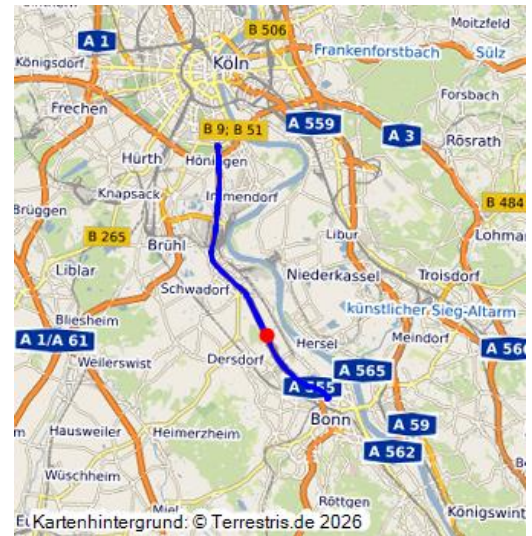 Moitzfeld
B 506
A 1
Königsdorf
Köln
Frankenforstbach
Sülz
Forsbach
Frechen
B 9; B 51
A 559
A 3
Rösrath
Hürth
Höningen
Knapsack
Immendorf
B 484
Brüggen
B 265
Libur
Lohmar
Brühl
Liblar
Niederkassel
Troisdorf
Schwadorf
künstlicher Sieg-Altarm
Bliesheim
Hersel
Meindorf
A 1/A 61
Weilerswist
Dersdorf
A 565
A 560
A 555
A 59
Bonn
Hausweiler
Heimerzheim
A 562
Wüschheim
Röttgen
Miel
Königswint
Kartenhintergrund: © Terrestris.de 2026